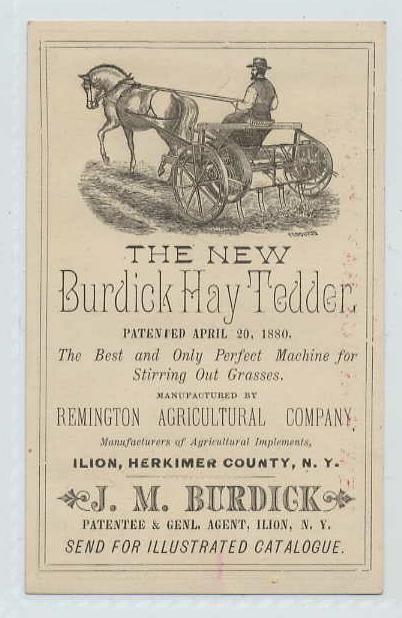 THE NEW
Burdick Hay Tedder.
PATENTED APRIL 20, 1880.
The Best and Only Perfect Machine for
Stirring Out Grasses.
MANUFACTURED BY
REMINGTON AGRICULTURAL COMPANY,
Manufacturers of Agricultural Implements,
ILION, HERKIMER COUNTY, N. Y.
J. M. BURDICK
PATENTEE & GENL. AGENT, ILION, N. Y.
SEND FOR ILLUSTRATED CATALOGUE.